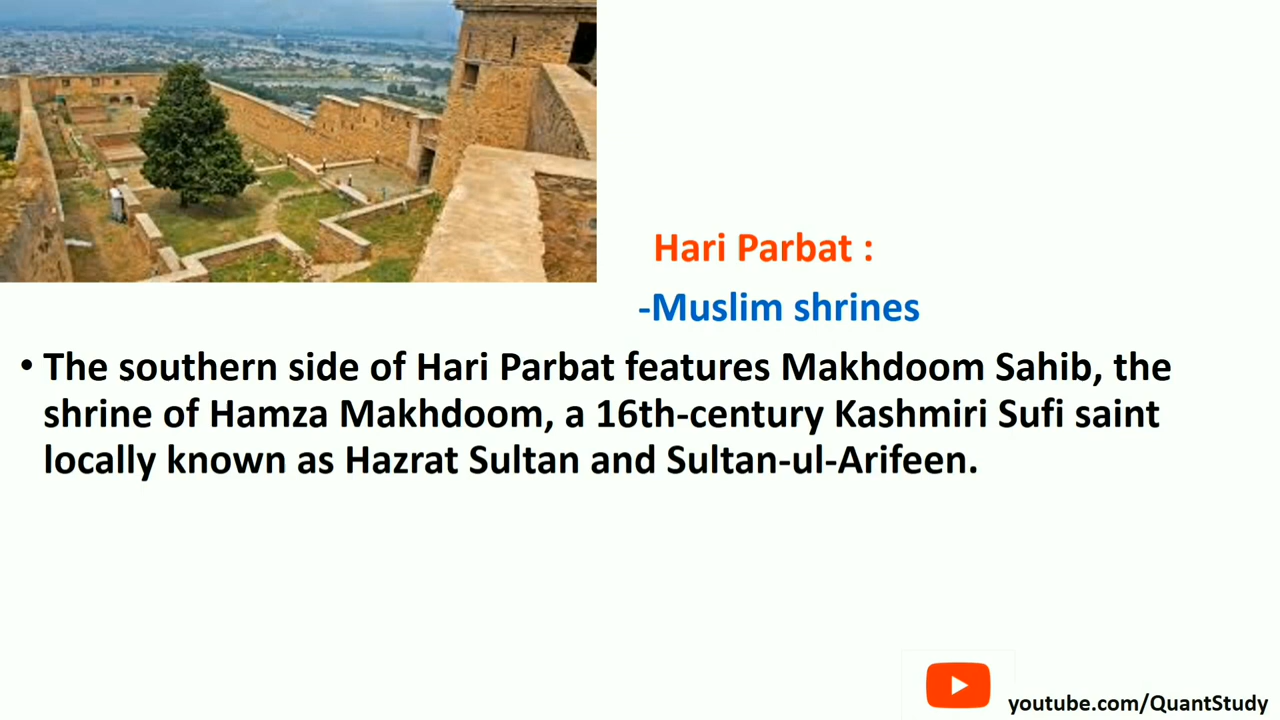 Hari Parbat :
-Muslim shrines
• The southern side of Hari Parbat features Makhdoom Sahib, the
shrine of Hamza Makhdoom, a 16th-century Kashmiri Sufi saint
locally known as Hazrat Sultan and Sultan-ul-Arifeen.
youtube.com/QuantStudy